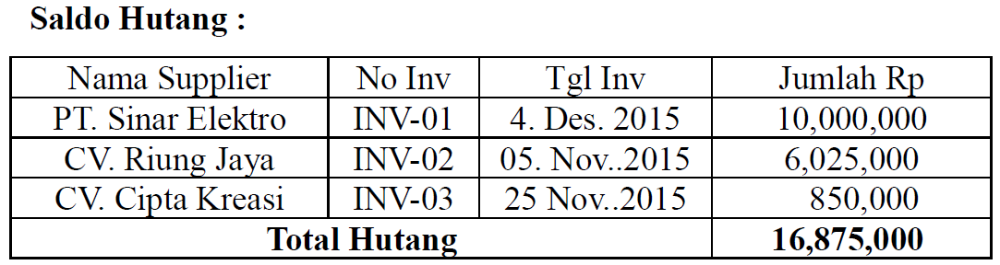 Saldo Hutang :
Nama Supplier No Inv Tgl Inv Jumlah Rp
PT. Sinar Elektro INV-01 4. Des. 2015 10,000,000
CV. Riung Jaya INV-02 05. Nov..2015 6,025,000
CV. Cipta Kreasi INV-03 25 Nov..2015 850,000
Total Hutang 16,875,000